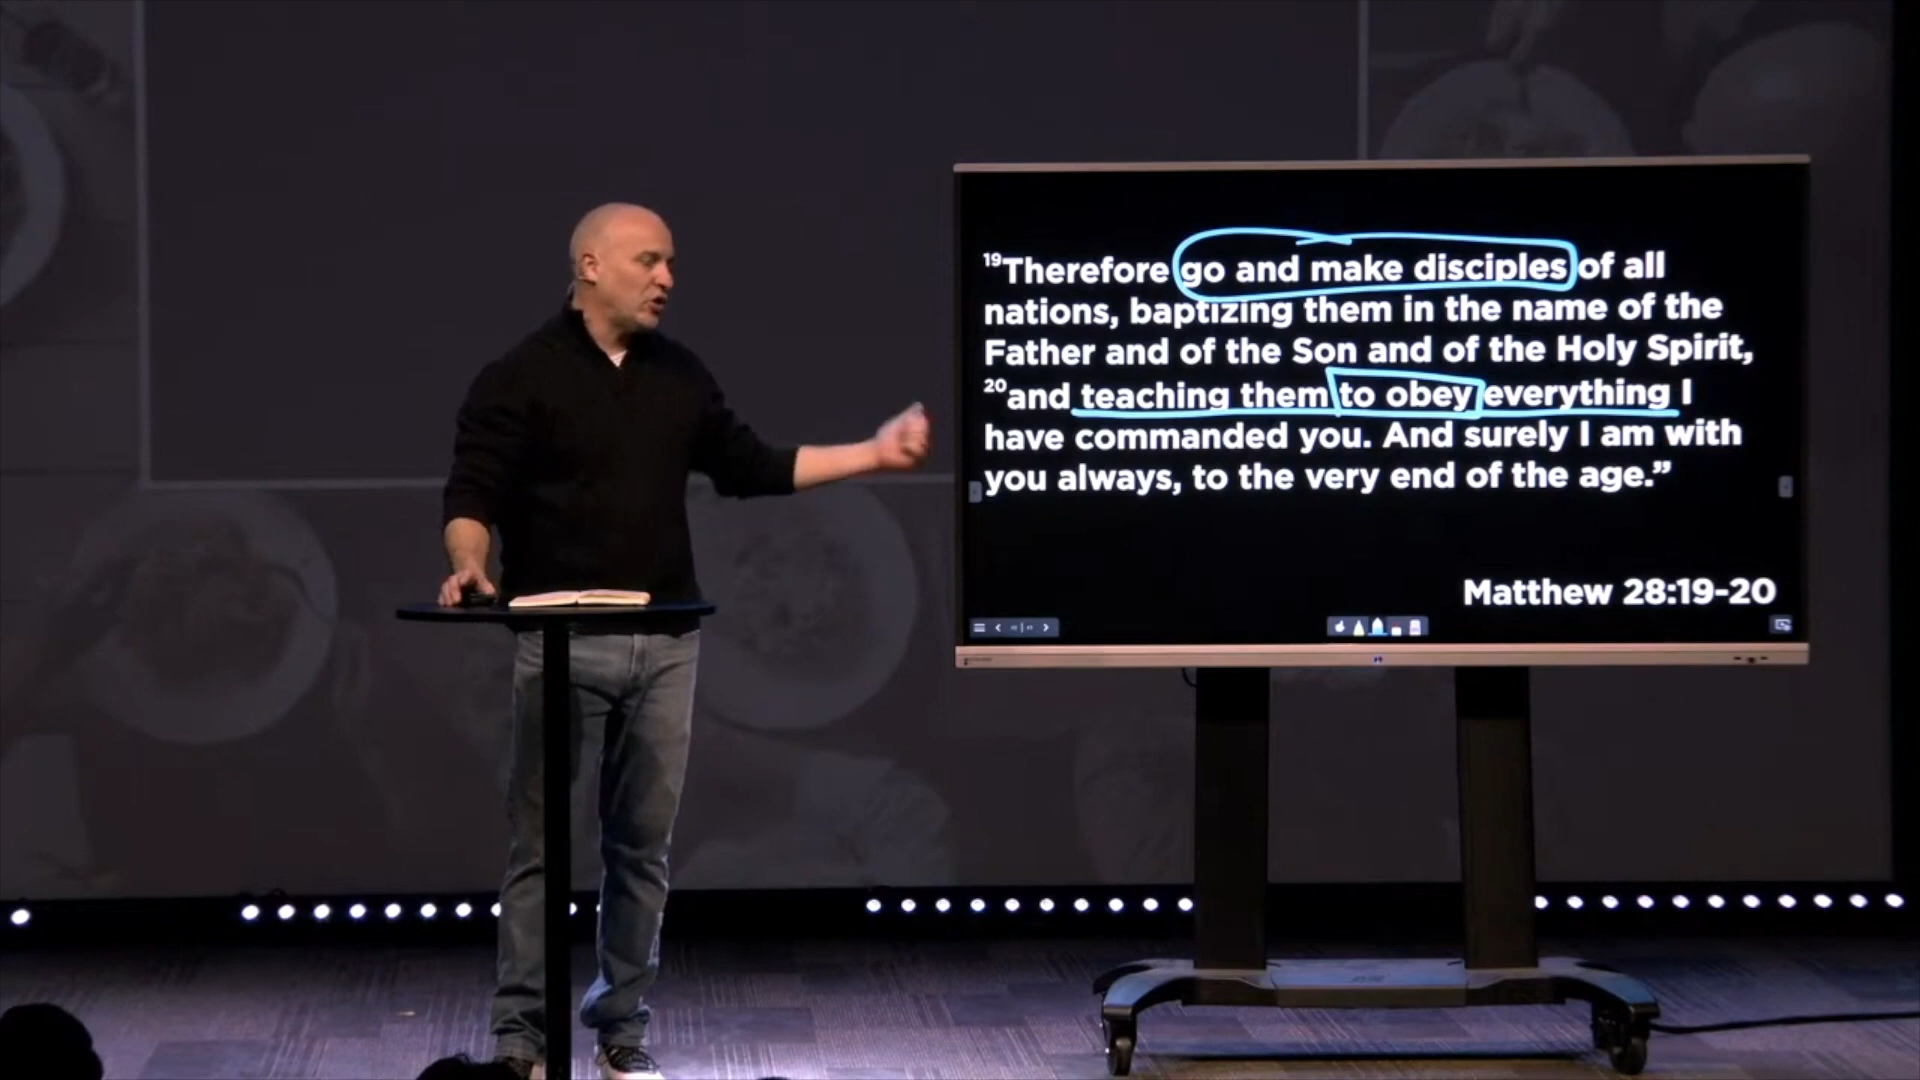 ¹⁹Therefore go and make disciples of all
nations, baptizing them in the name of the
Father and of the Son and of the Holy Spirit,
²⁰and teaching them to obey everything I
have commanded you. And surely I am with
you always, to the very end of the age.”
Matthew 28:19-20